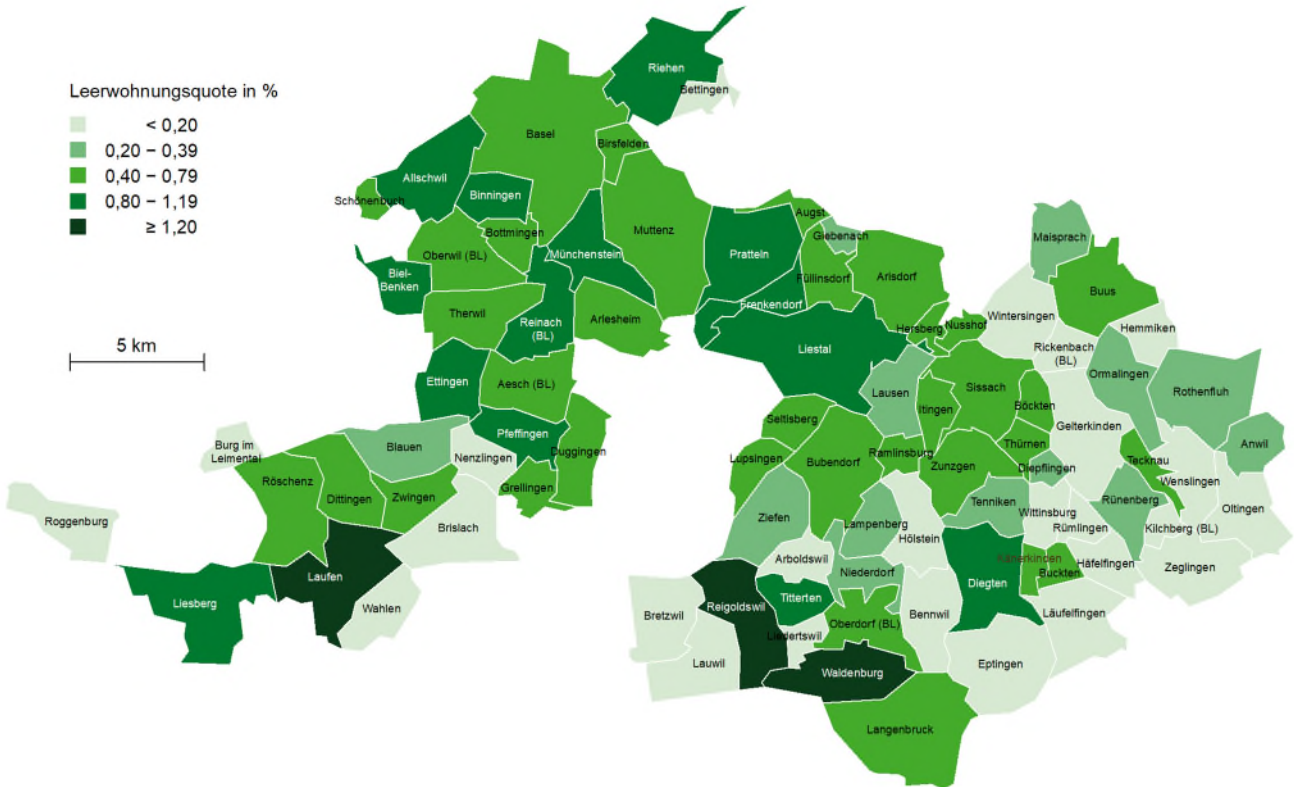 Leerwohnungsquote in %
< 0,20
0,20 – 0,39
0,40 – 0,79
0,80 – 1,19
≥ 1,20
5 km
Riehen
Bettingen
Basel
Birsfelden
Allschwil
Binningen
Schönenbuch
Bottmingen
Oberwil (BL)
Münchenstein
Muttenz
Biel-
Benken
Therwil
Reinach
(BL)
Arlesheim
Ettingen
Aesch (BL)
Pfeffingen
Duggingen
Blauen
Nenzlingen
Grellingen
Burg im
Leimental
Röschenz
Dittingen
Zwingen
Brislach
Roggenburg
Laufen
Liesberg
Wahlen
Augst
Giebenach
Pratteln
Füllinsdorf
Arisdorf
Frenkendorf
Hersberg
Nusshof
Liestal
Maisprach
Buus
Wintersingen
Hemmiken
Rickenbach
(BL)
Ormalingen
Rothenfluh
Lausen
Itingen
Sissach
Böckten
Gelterkinden
Anwil
Seltisberg
Thürnen
Tecknau
Lupsingen
Bubendorf
Ramlinsburg
Zunzgen
Diepflingen
Wenslingen
Rünenberg
Oltingen
Ziefen
Lampenberg
Hölstein
Tenniken
Wittinsburg
Rümlingen
Kilchberg (BL)
Arboldswil
Niederdorf
Diegten
Känerkinden
Buckten
Häfelfingen
Zeglingen
Titterten
Reigoldswil
Bretzwil
Liedertswil
Oberdorf (BL)
Bennwil
Läufelfingen
Lauwil
Waldenburg
Eptingen
Langenbruck